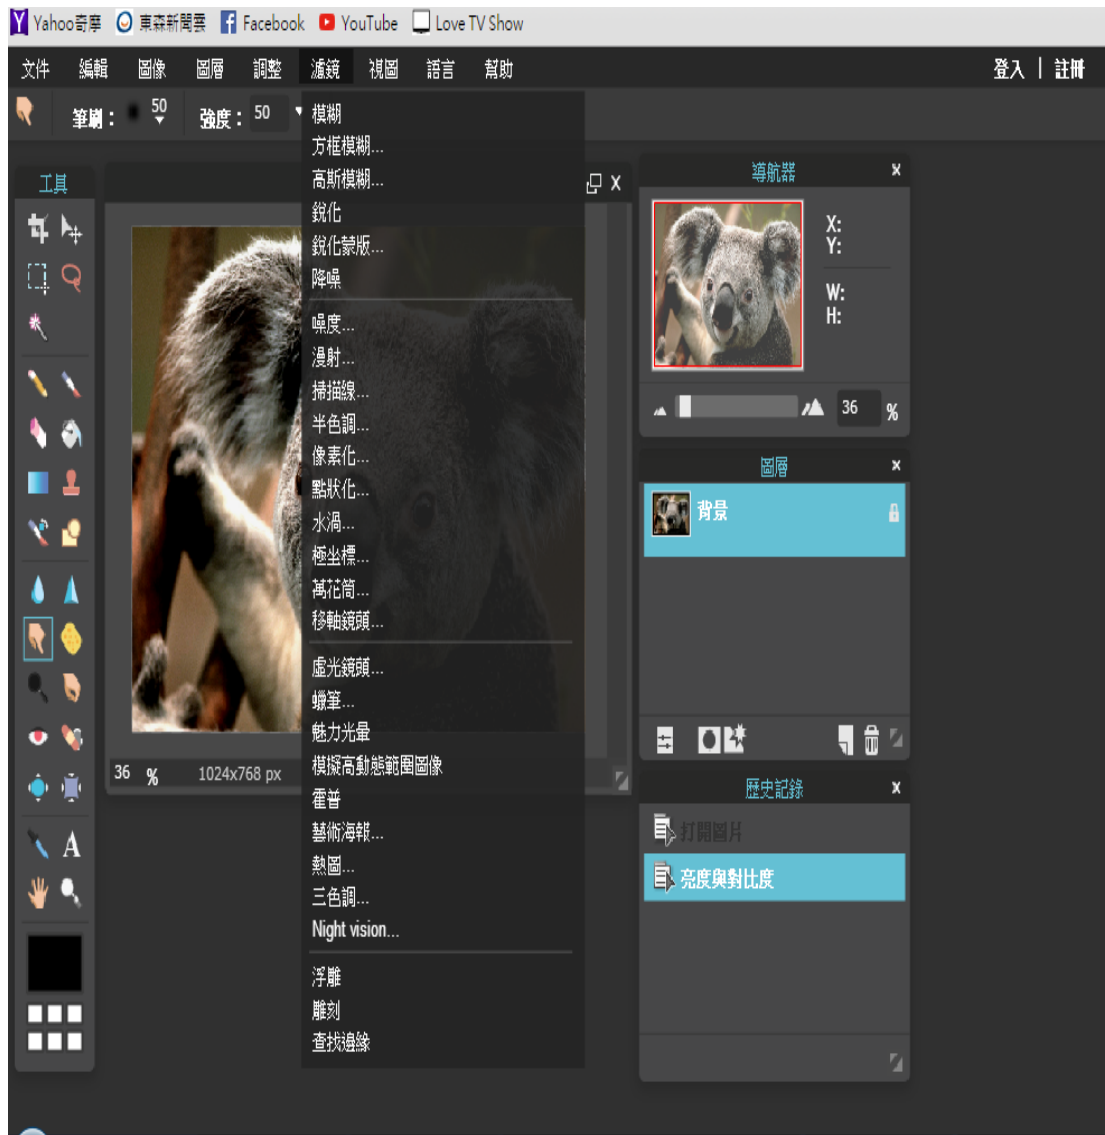 Yahoo奇摩 東森新聞雲 Facebook YouTube Love TV Show
文件 編輯 圖像 圖層 調整 濾鏡 視圖 語言 幫助 登入 | 註冊
筆刷： 50 強度： 50
工具
模糊
方框模糊...
高斯模糊...
銳化
銳化蒙版...
降噪
噪度...
漫射...
掃描線...
半色調...
像素化...
點狀化...
水渦...
極坐標...
萬花筒...
移軸鏡頭...
虛光鏡頭...
蠟筆...
魅力光暈
模擬高動態範圍圖像
霍普
藝術海報...
熱圖...
三色調...
Night vision...
浮雕
雕刻
查找邊緣
36 % 1024x768 px
導航器
X:
Y:
W:
H:
36 %
圖層
背景
歷史記錄
打開圖片
亮度與對比度
A